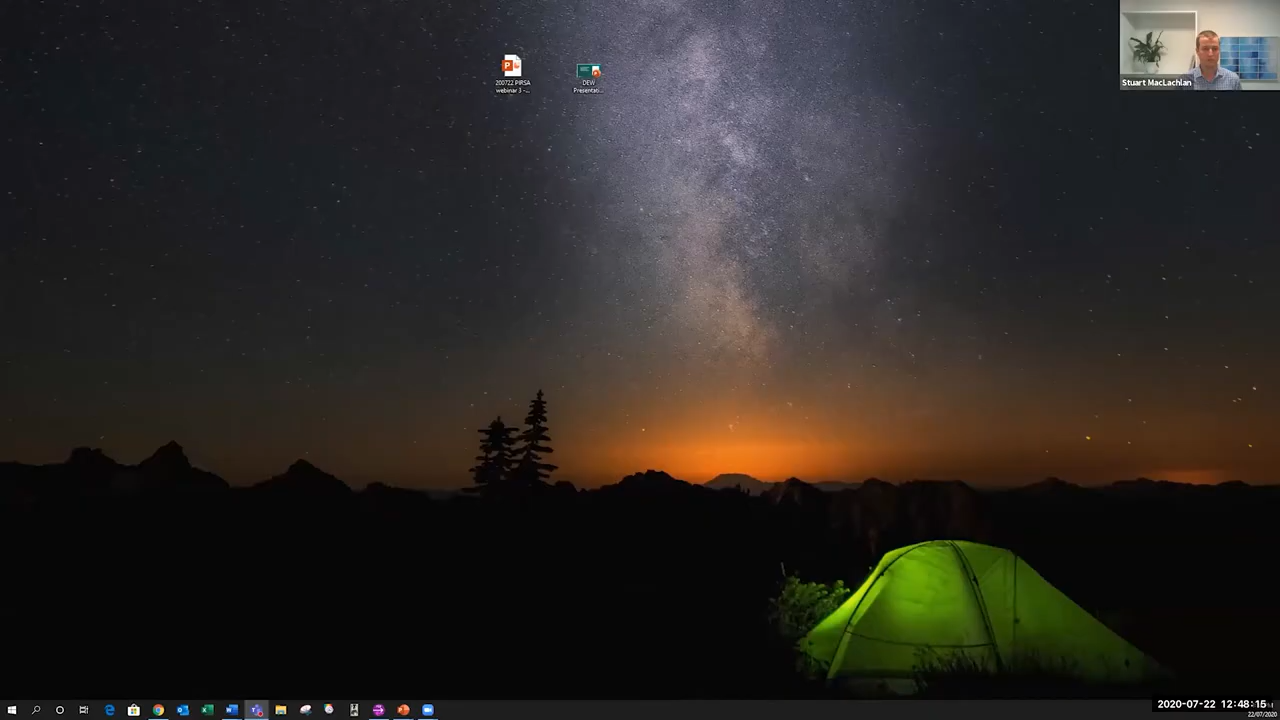 200722 PIRSA
webinar 3 -...
DEW
Presentati...
Stuart MacLachlan
2020-07-22 12:48:15
22/07/2020